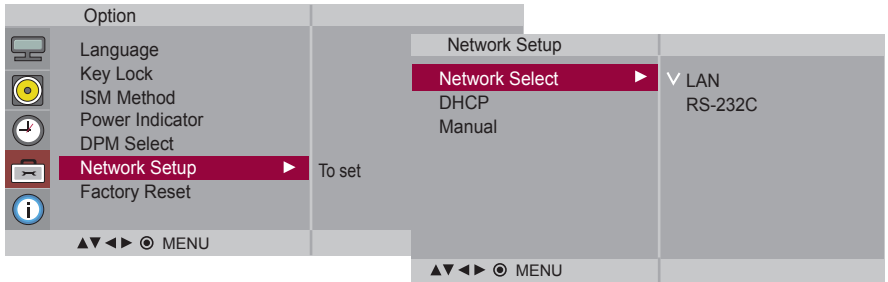 Option
Language
Key Lock
ISM Method
Power Indicator
DPM Select
Network Setup ► To set
Factory Reset
▲▼◄► ◉ MENU
Network Setup
Network Select ► ✓ LAN
DHCP RS-232C
Manual
▲▼◄► ◉ MENU